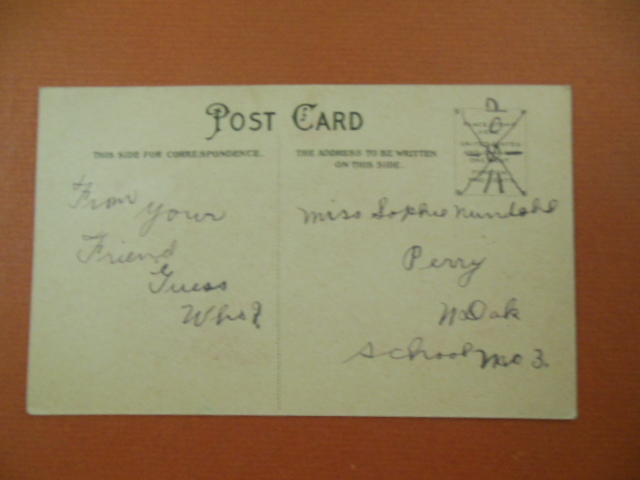 POST CARD
THIS SIDE FOR CORRESPONDENCE.
THE ADDRESS TO BE WRITTEN
ON THIS SIDE.
From your
Friend
Guess
Who?
Miss Sophie
Perry
N Dak
School No 3.